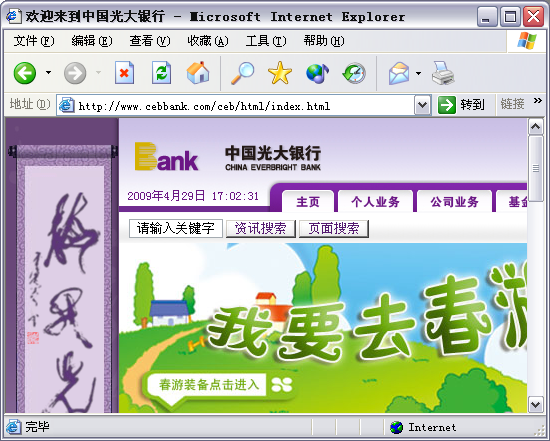 欢迎来到中国光大银行 - Microsoft Internet Explorer
文件(F) 编辑(E) 查看(V) 收藏(A) 工具(T) 帮助(H)
地址(D) http://www.cebbank.com/ceb/html/index.html 转到 链接 »
Bank 中国光大银行
CHINA EVERBRIGHT BANK
2009年4月29日 17:02:31 主页 个人业务 公司业务 基金
请输入关键字 资讯搜索 页面搜索
我要去春游
春游装备点击进入
完毕 Internet